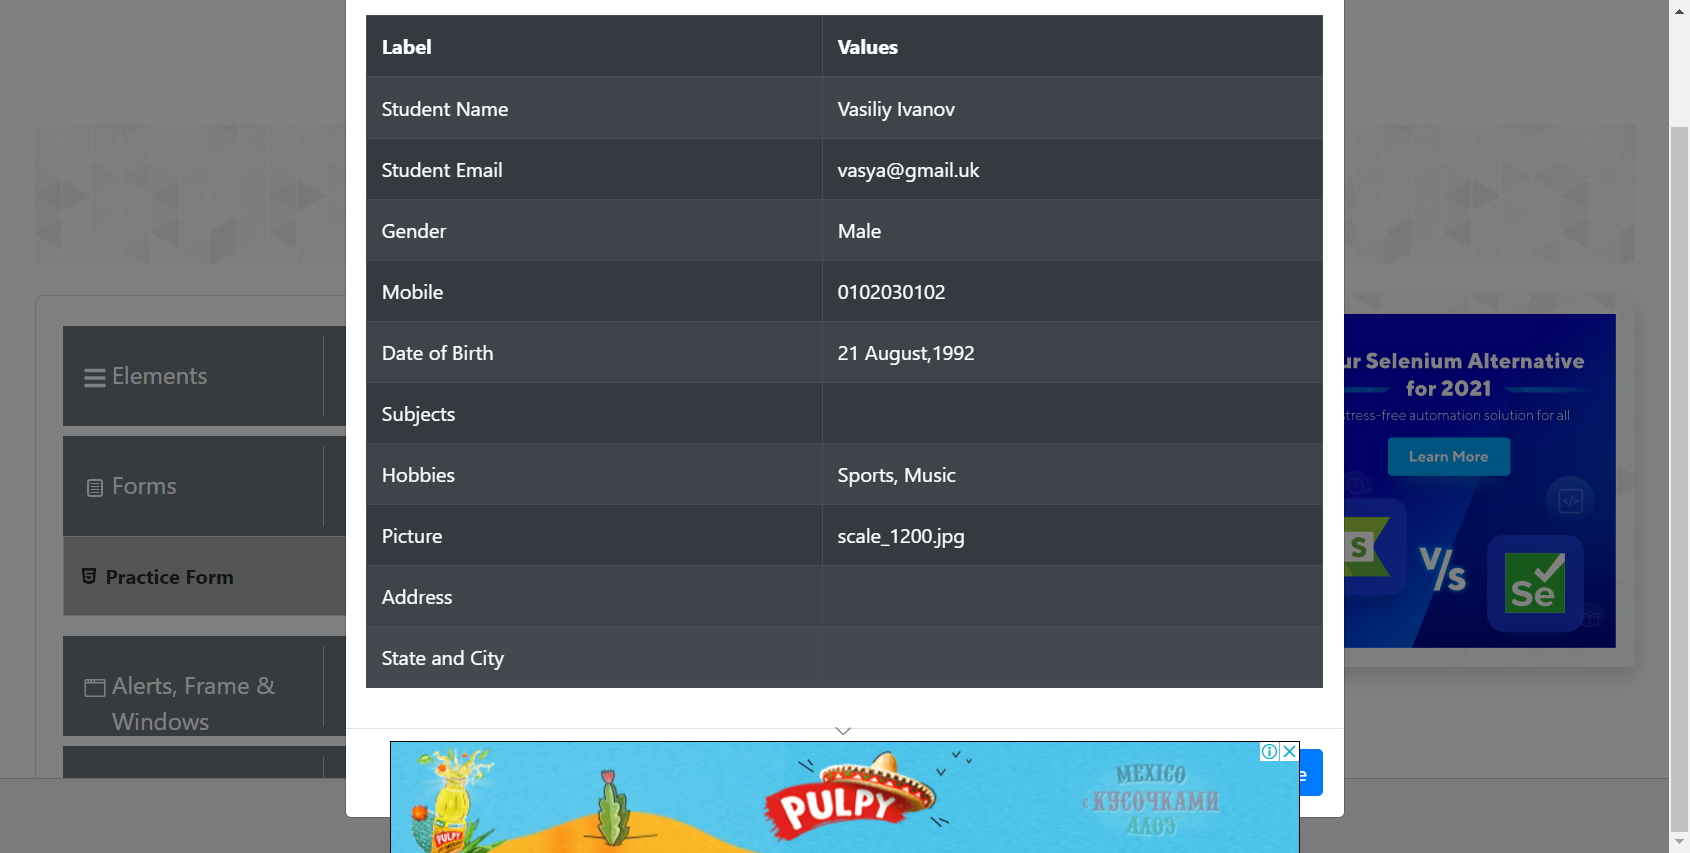 Label Values
Student Name Vasiliy Ivanov
Student Email vasya@gmail.uk
Gender Male
Mobile 0102030102
Date of Birth 21 August,1992
Subjects
Hobbies Sports, Music
Picture scale_1200.jpg
Address
State and City
Elements
Forms
Practice Form
Alerts, Frame &
Windows
ur Selenium Alternative
for 2021
tress-free automation solution for all
Learn More
S
V/s
Se
</>
e
PULPY
PULPY
MEXICO
с КУСОЧКАМИ
АЛОЭ